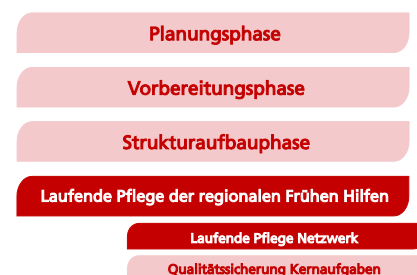 Planungsphase
Vorbereitungsphase
Strukturaufbauphase
Laufende Pflege der regionalen Frühen Hilfen
Laufende Pflege Netzwerk
Qualitätssicherung Kernaufgaben